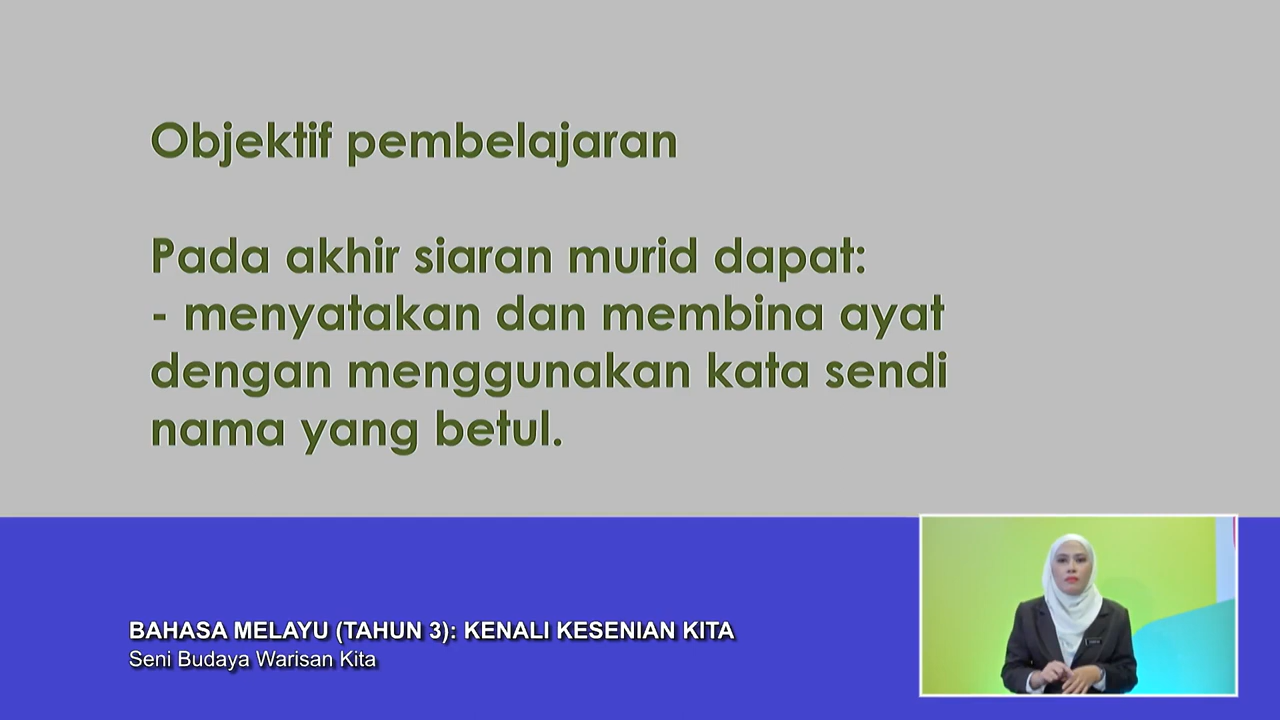 Objektif pembelajaran
Pada akhir siaran murid dapat:
- menyatakan dan membina ayat
dengan menggunakan kata sendi
nama yang betul.
BAHASA MELAYU (TAHUN 3): KENALI KESENIAN KITA
Seni Budaya Warisan Kita